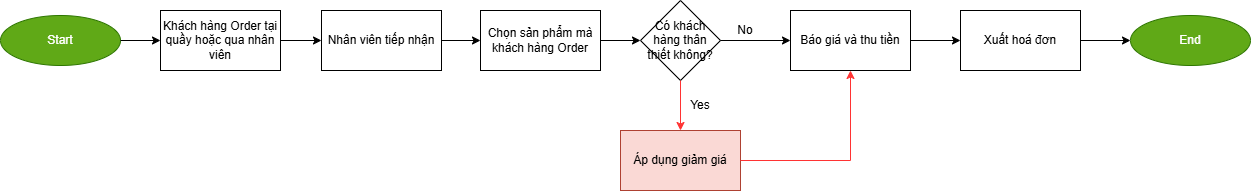 Start
Khách hàng Order tại
quầy hoặc qua nhân
viên
Nhân viên tiếp nhận
Chọn sản phẩm mà
khách hàng Order
Có khách
hàng thân
thiết không?
No
Yes
Áp dụng giảm giá
Báo giá và thu tiền
Xuất hoá đơn
End